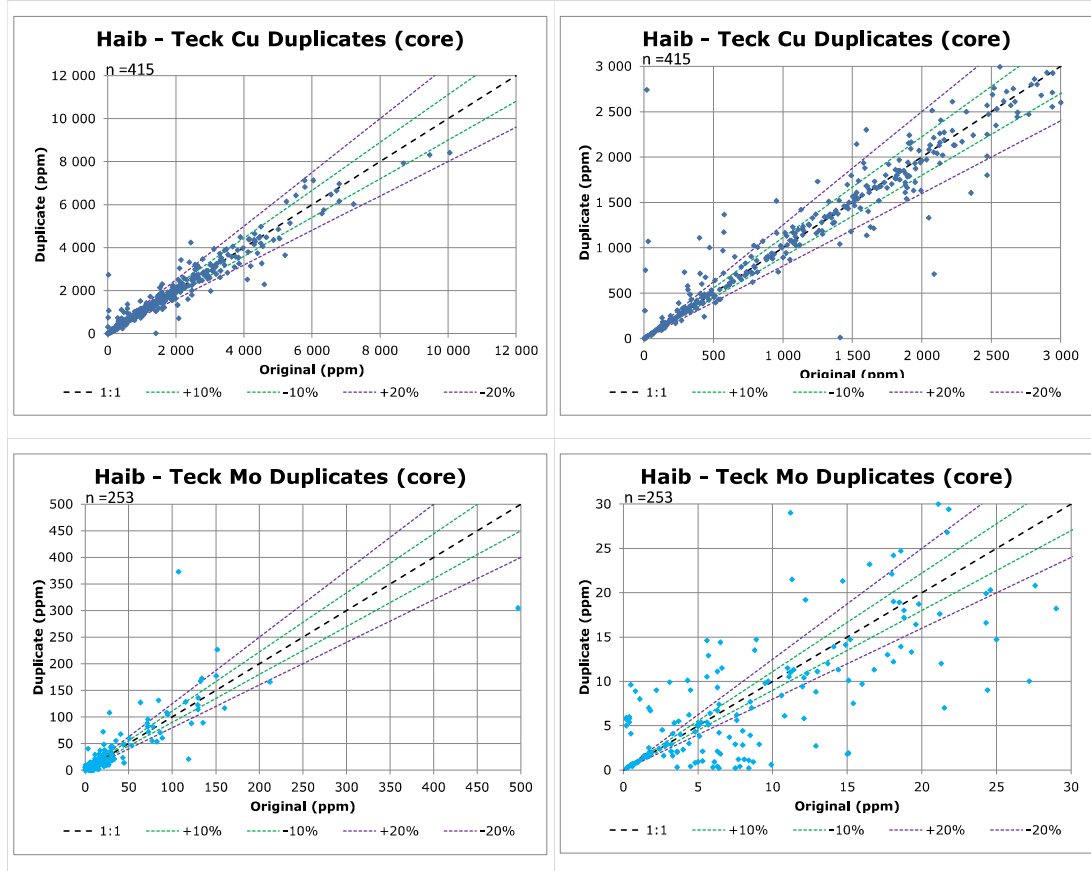 Haib - Teck Cu Duplicates (core)
n =415
12 000
10 000
8 000
6 000
4 000
2 000
0
Duplicate (ppm)
0 2 000 4 000 6 000 8 000 10 000 12 000
Original (ppm)
1:1 +10% -10% +20% -20%
Haib - Teck Cu Duplicates (core)
n =415
3 000
2 500
2 000
1 500
1 000
500
0
Duplicate (ppm)
0 500 1 000 1 500 2 000 2 500 3 000
Original (ppm)
1:1 +10% -10% +20% -20%
Haib - Teck Mo Duplicates (core)
n =253
500
450
400
350
300
250
200
150
100
50
0
Duplicate (ppm)
0 50 100 150 200 250 300 350 400 450 500
Original (ppm)
1:1 +10% -10% +20% -20%
Haib - Teck Mo Duplicates (core)
n =253
30
25
20
15
10
5
0
Duplicate (ppm)
0 5 10 15 20 25 30
Original (ppm)
1:1 +10% -10% +20% -20%